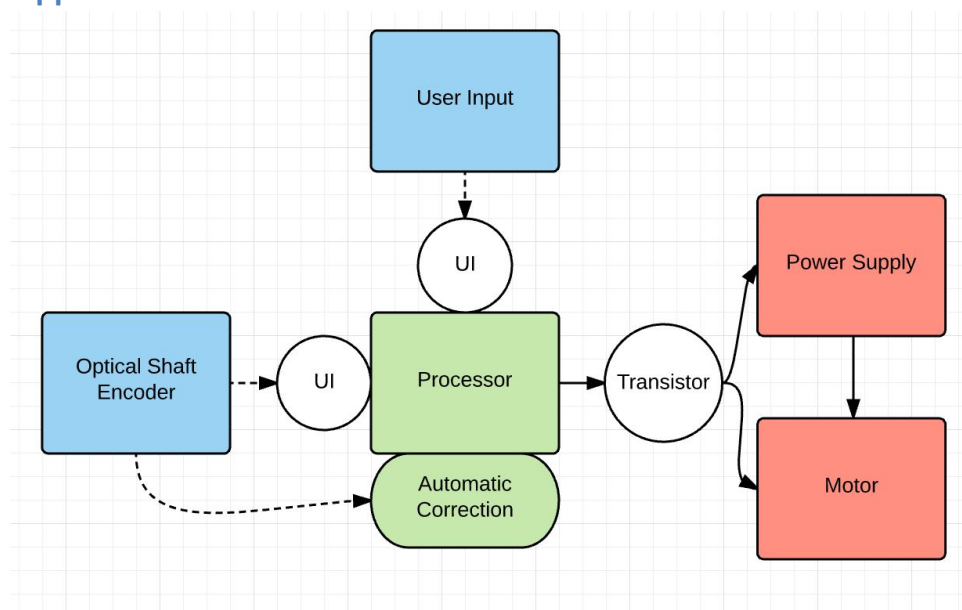 User Input
UI
Power Supply
Optical Shaft
Encoder
UI
Processor
Transistor
Automatic
Correction
Motor